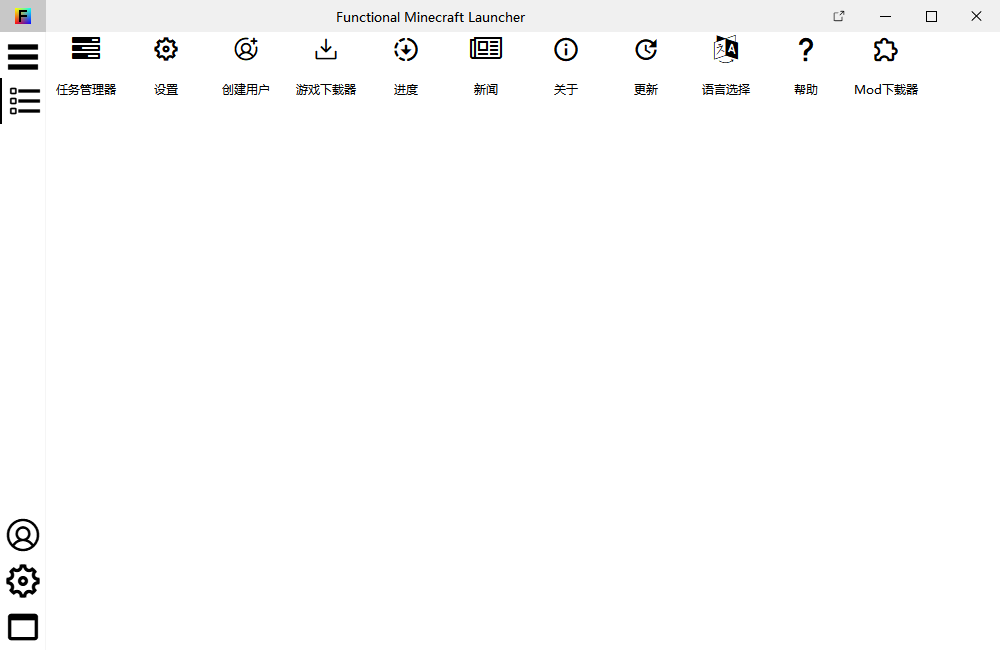 F
Functional Minecraft Launcher
任务管理器
设置
创建用户
游戏下载器
进度
新闻
关于
更新
语言选择
帮助
Mod下载器